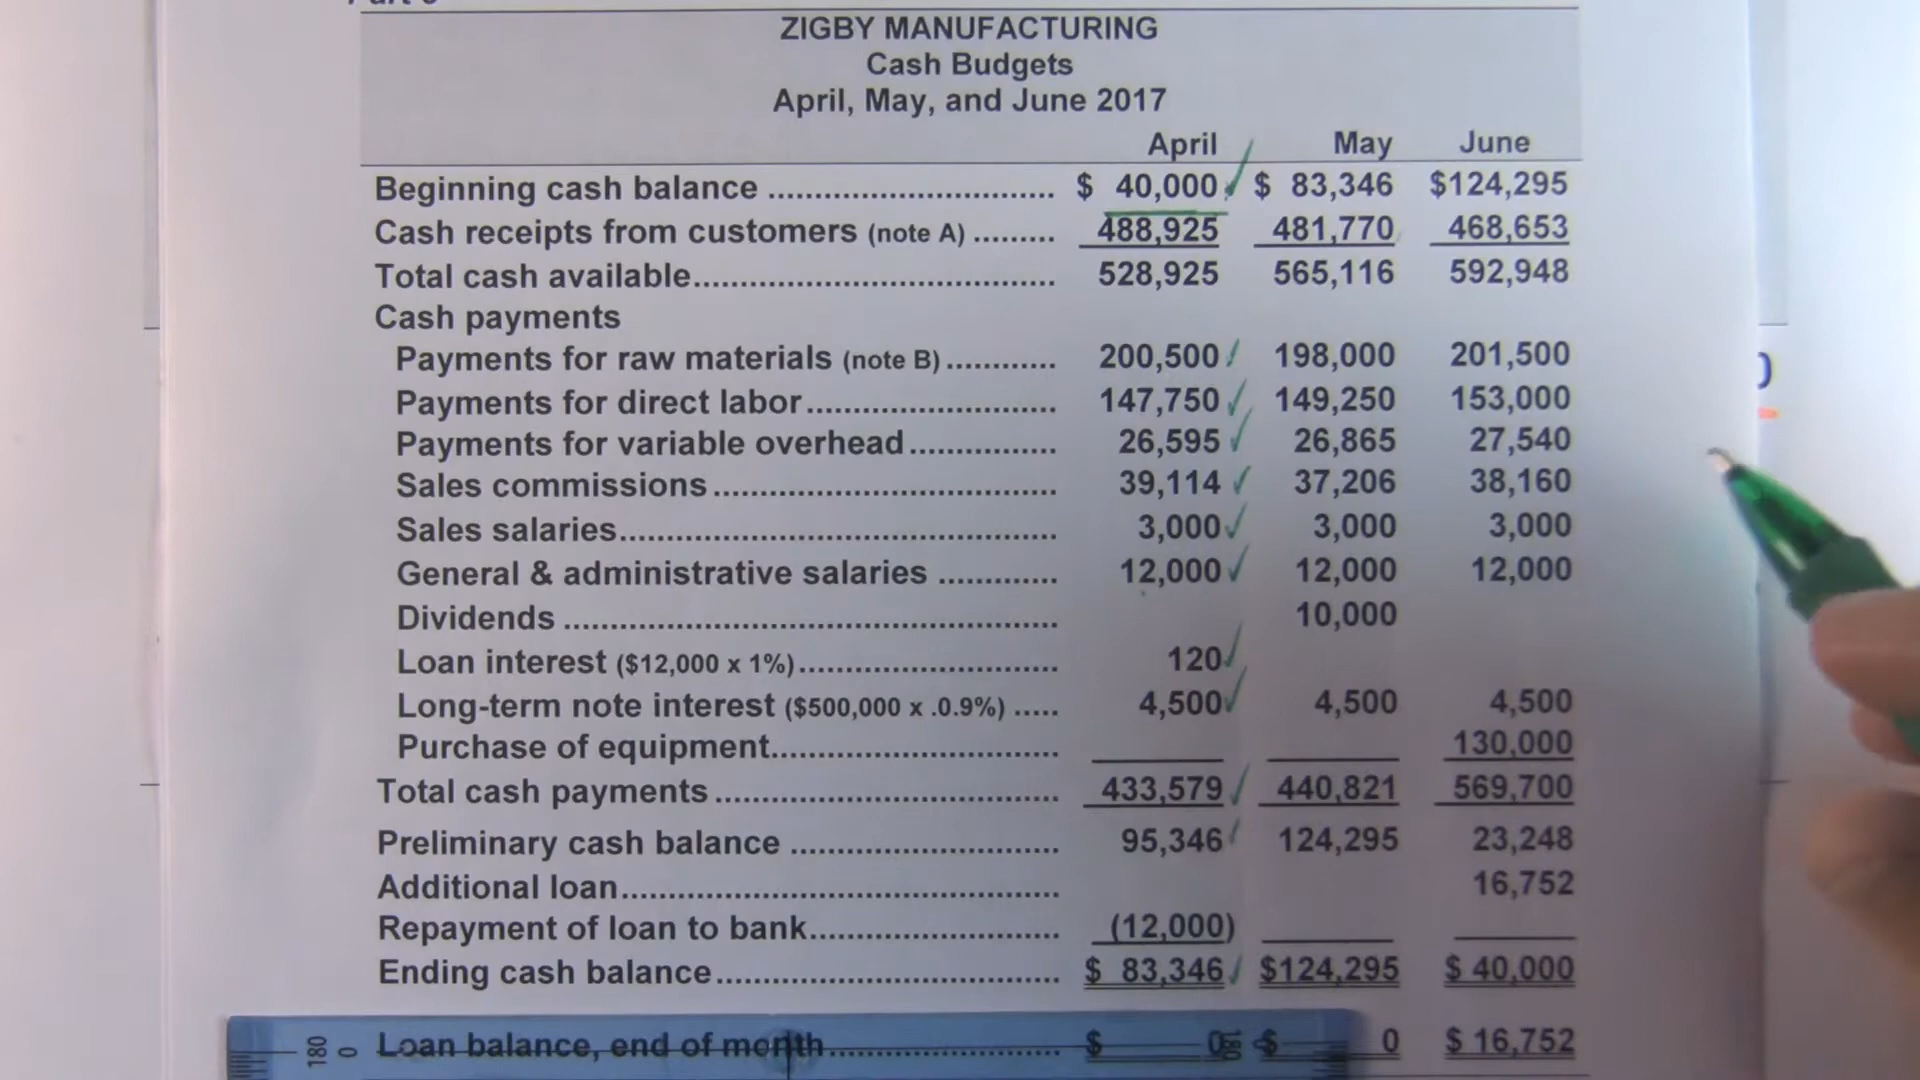 ZIGBY MANUFACTURING
Cash Budgets
April, May, and June 2017
April May June
Beginning cash balance .............................. $ 40,000 $ 83,346 $124,295
Cash receipts from customers (note A) ......... 488,925 481,770 468,653
Total cash available...................................... 528,925 565,116 592,948
Cash payments
Payments for raw materials (note B) ............ 200,500 198,000 201,500
Payments for direct labor........................... 147,750 149,250 153,000
Payments for variable overhead ................ 26,595 26,865 27,540
Sales commissions ..................................... 39,114 37,206 38,160
Sales salaries............................................... 3,000 3,000 3,000
General & administrative salaries ............. 12,000 12,000 12,000
Dividends ..................................................... 10,000
Loan interest ($12,000 x 1%)............................ 120
Long-term note interest ($500,000 x .0.9%) ..... 4,500 4,500 4,500
Purchase of equipment............................... 130,000
Total cash payments ..................................... 433,579 440,821 569,700
Preliminary cash balance ............................. 95,346 124,295 23,248
Additional loan............................................... 16,752
Repayment of loan to bank........................... (12,000)
Ending cash balance..................................... $ 83,346 $124,295 $ 40,000
180 0 Loan balance, end of month......................... $ 0 180 $ 0 $ 16,752